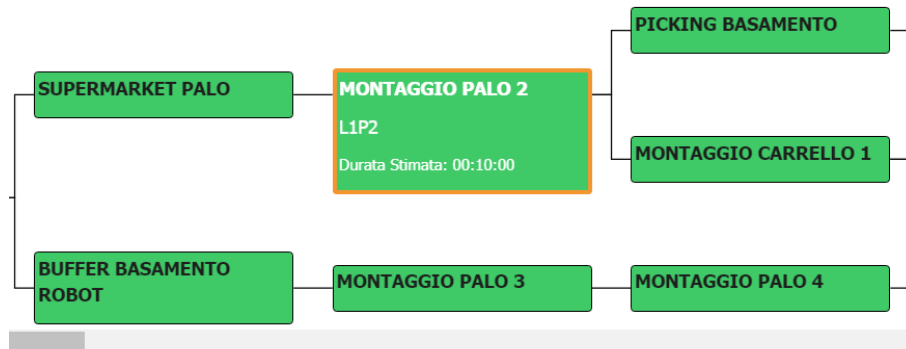 PICKING BASAMENTO
SUPERMARKET PALO
MONTAGGIO PALO 2
L1P2
Durata Stimata: 00:10:00
MONTAGGIO CARRELLO 1
BUFFER BASAMENTO
ROBOT
MONTAGGIO PALO 3
MONTAGGIO PALO 4